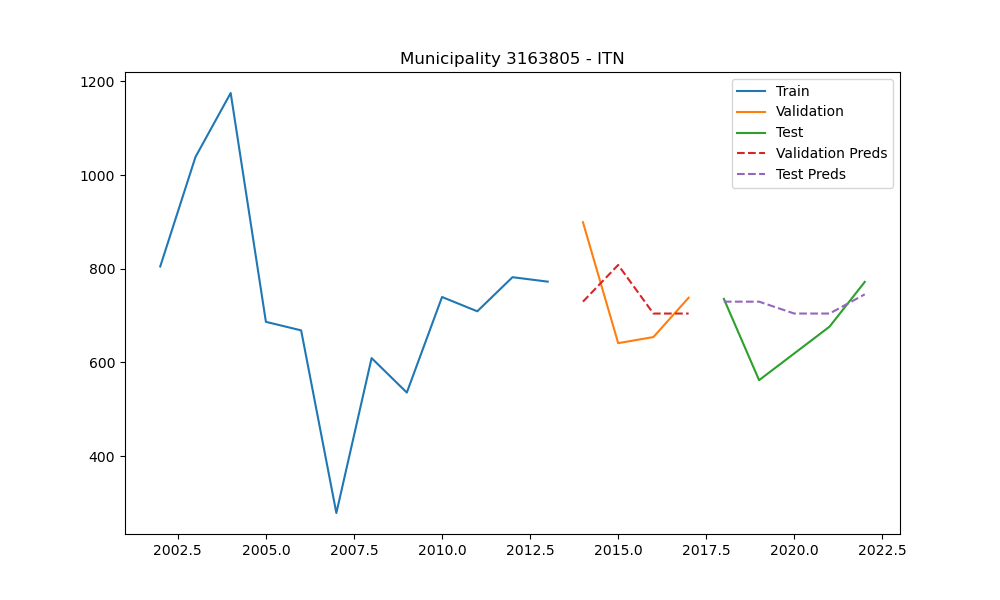 Municipality 3163805 - ITN
1200
1000
800
600
400
2002.5 2005.0 2007.5 2010.0 2012.5 2015.0 2017.5 2020.0 2022.5
Train
Validation
Test
Validation Preds
Test Preds